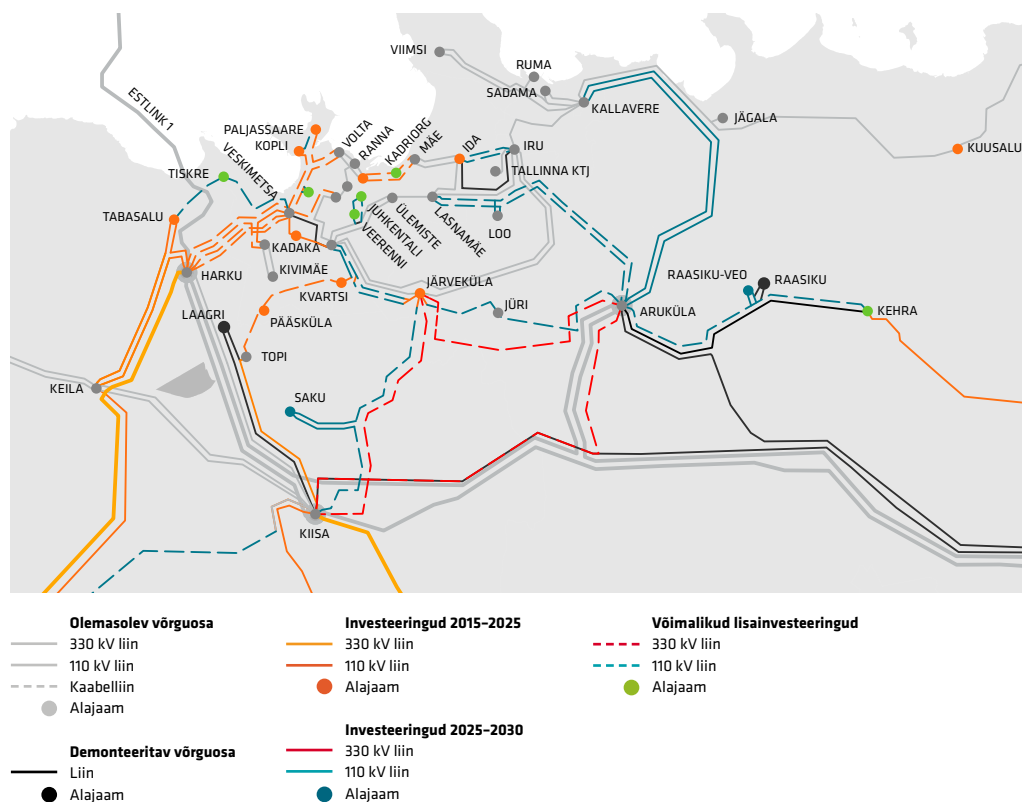 VIIMSI
RUMA
SADAMA
KALLAVERE
JÄGALA
KUUSALU
ESTLINK 1
PALJASSAARE
KOPLI
VOLTA
RANNA
KADRIORG
MÄE
IDA
IRU
TALLINNA KTJ
VESKIMETSA
TISKRE
TABASALU
JUHKENTALI
VEERENNI
ÜLEMISTE
LASNAMÄE
LOO
KADAKA
KIVIMÄE
HARKU
KVARTSI
JÄRVEKÜLA
RAASIKU-VEO
RAASIKU
LAAGRI
PÄÄSKÜLA
JÜRI
ARUKÜLA
KEHRA
TOPI
KEILA
SAKU
KIISA
Olemasolev võrguosa
330 kV liin
110 kV liin
Kaabelliin
Alajaam
Demonteeritav võrguosa
Liin
Alajaam
Investeeringud 2015–2025
330 kV liin
110 kV liin
Alajaam
Investeeringud 2025–2030
330 kV liin
110 kV liin
Alajaam
Võimalikud lisainvesteeringud
330 kV liin
110 kV liin
Alajaam